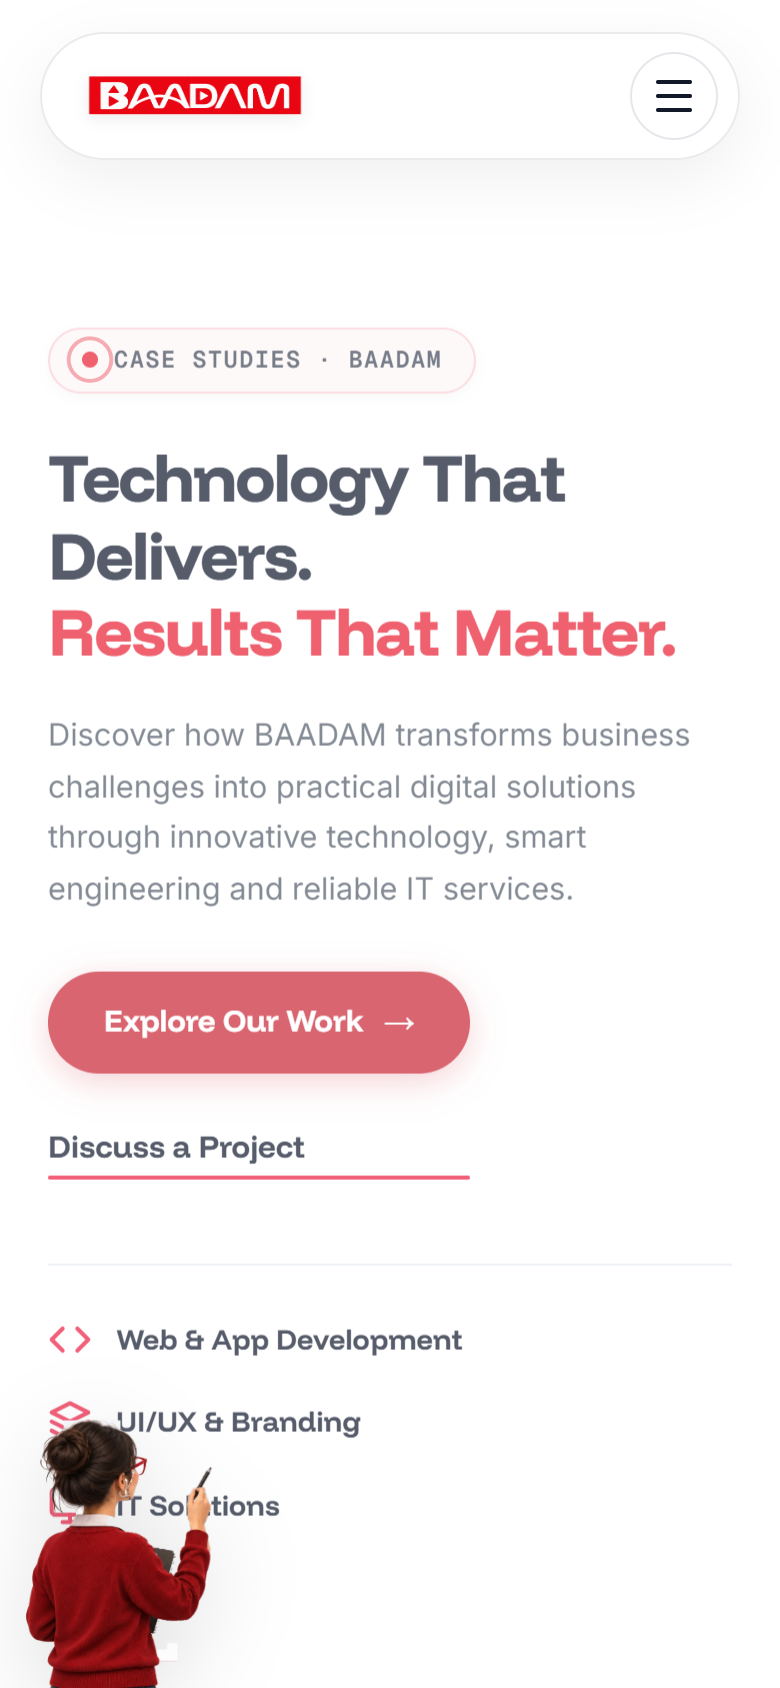 BAADAM
CASE STUDIES · BAADAM
Technology That
Delivers.
Results That Matter.
Discover how BAADAM transforms business
challenges into practical digital solutions
through innovative technology, smart
engineering and reliable IT services.
Explore Our Work →
Discuss a Project
Web & App Development
UI/UX & Branding
IT Solutions